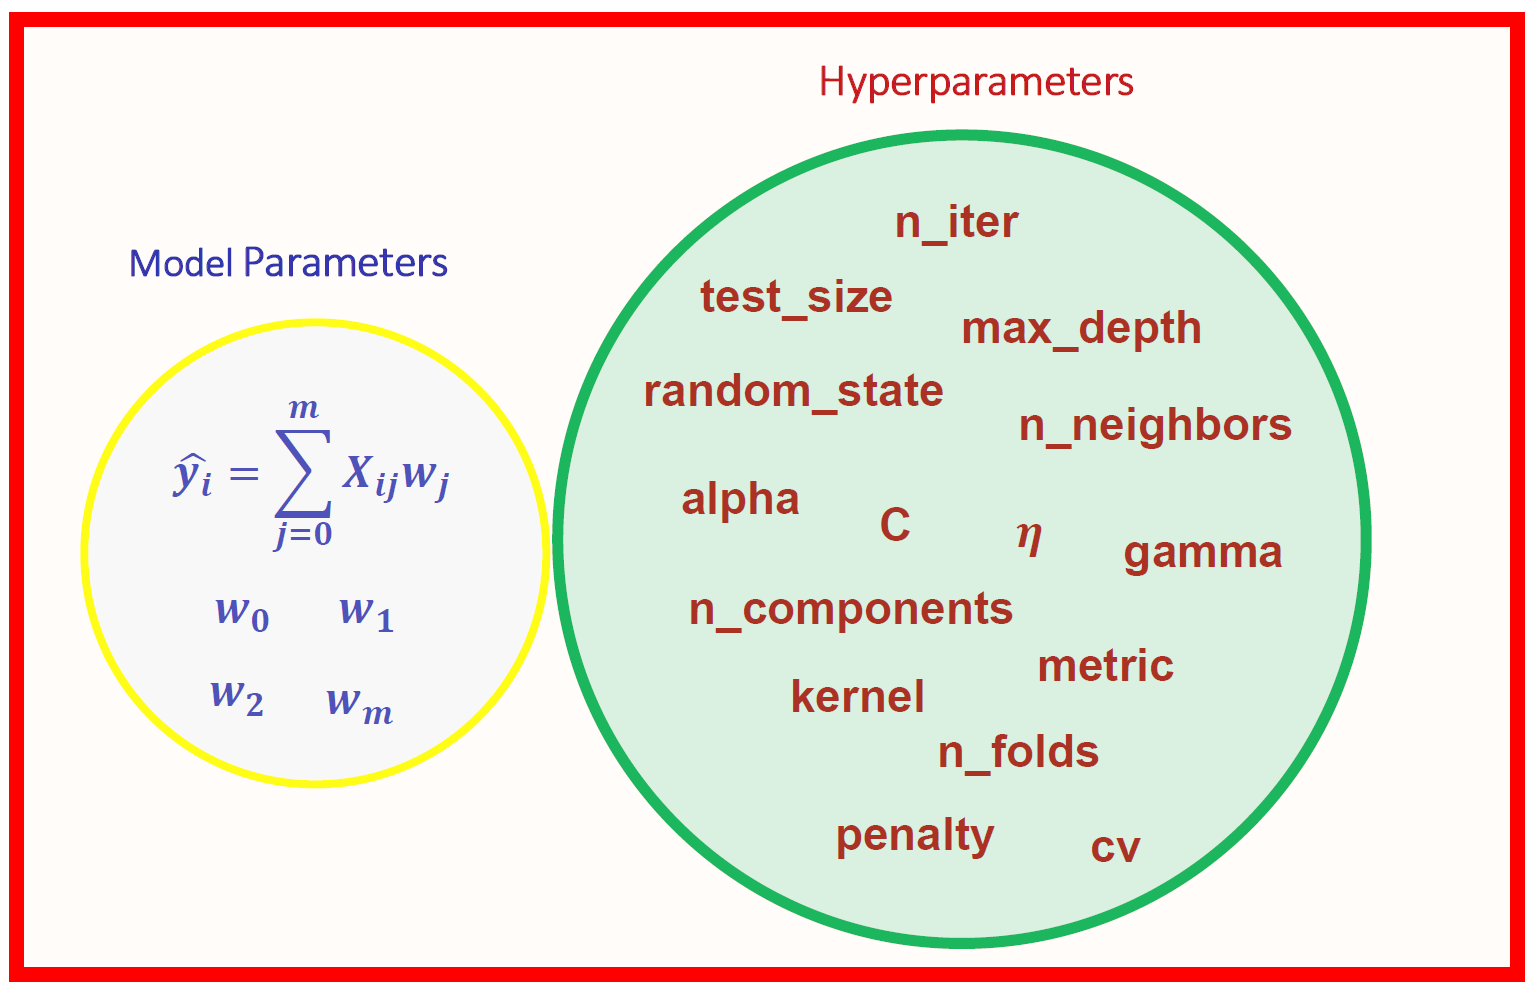 Hyperparameters
Model Parameters
ŷᵢ = ∑ⱼ₌₀ᵐ Xᵢⱼwⱼ
w₀ w₁
w₂ wₘ
n_iter
test_size
max_depth
random_state
n_neighbors
alpha
C
η
gamma
n_components
metric
kernel
n_folds
penalty
cv